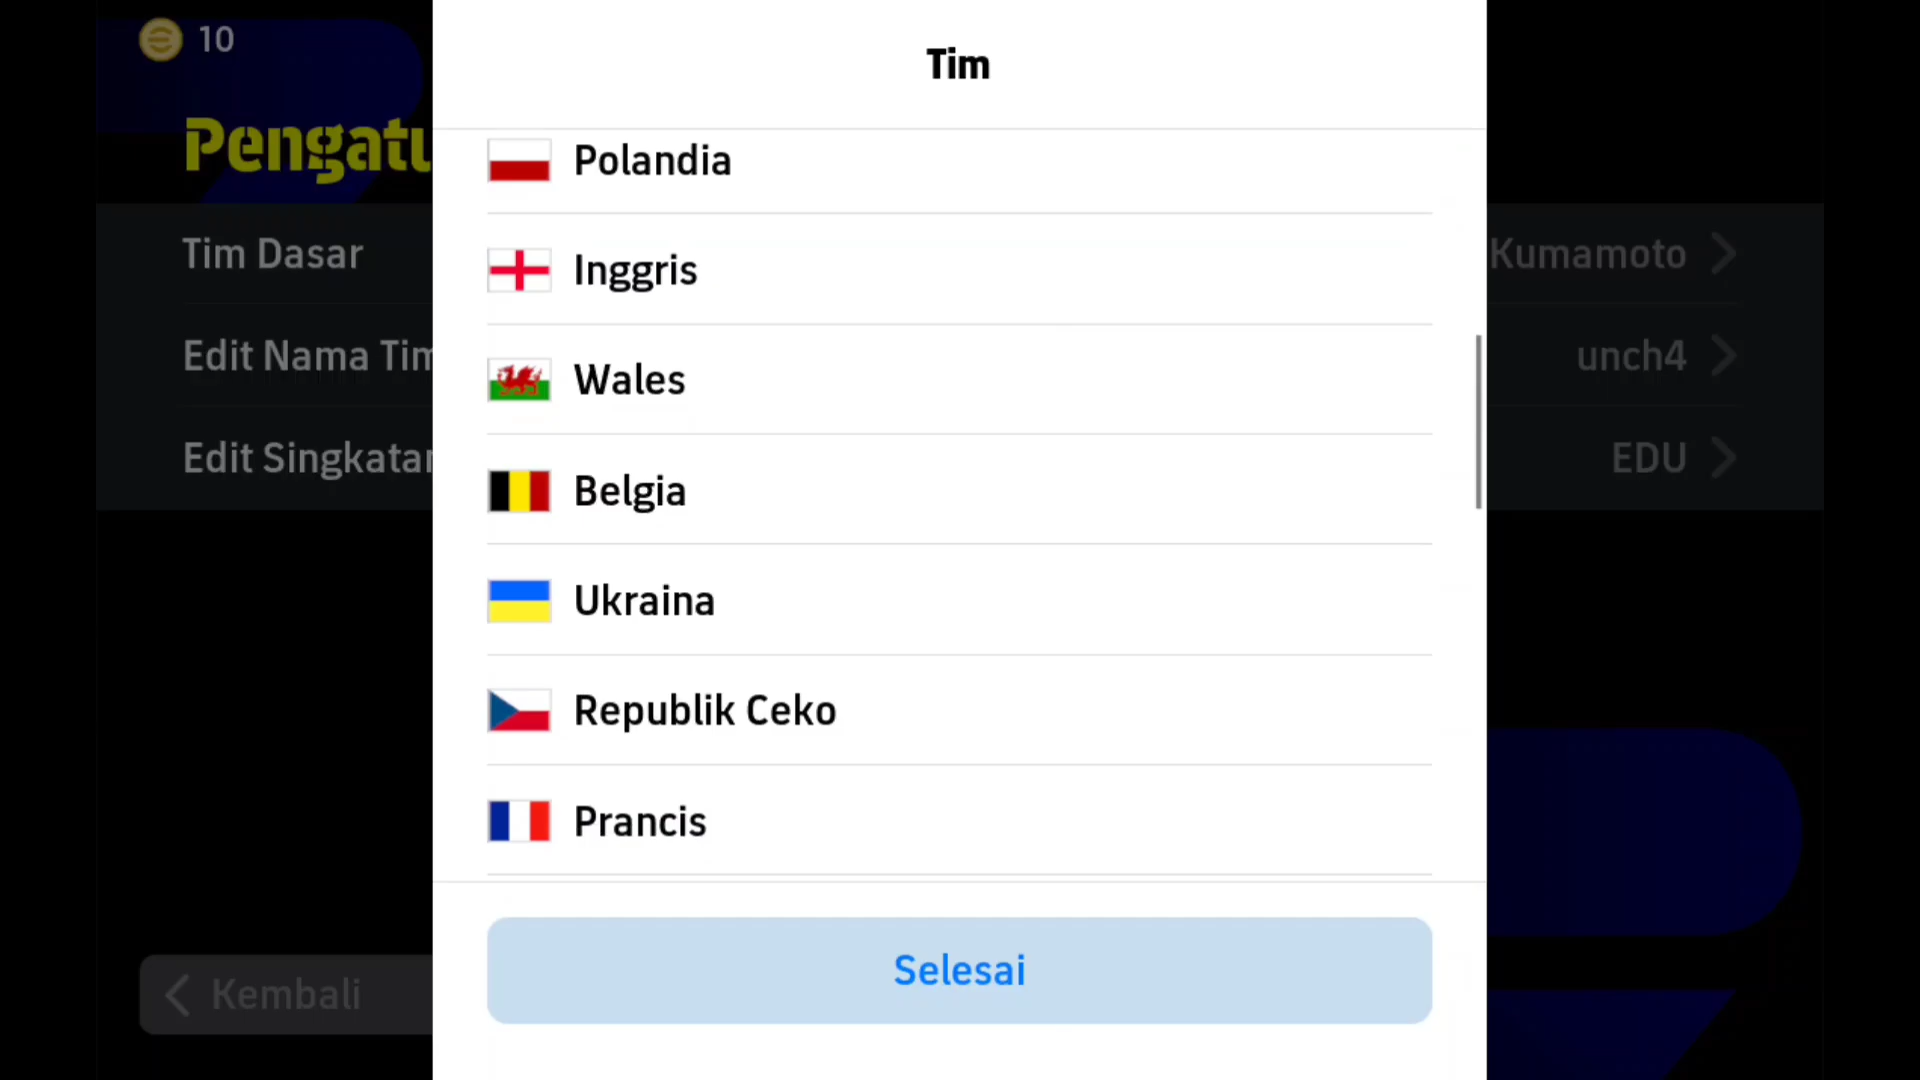 10
Tim
Pengatu
Polandia
Tim Dasar
Kumamoto
Inggris
Edit Nama Tim
unch4
Wales
Edit Singkatan
EDU
Belgia
Ukraina
Republik Ceko
Prancis
Selesai
Kembali